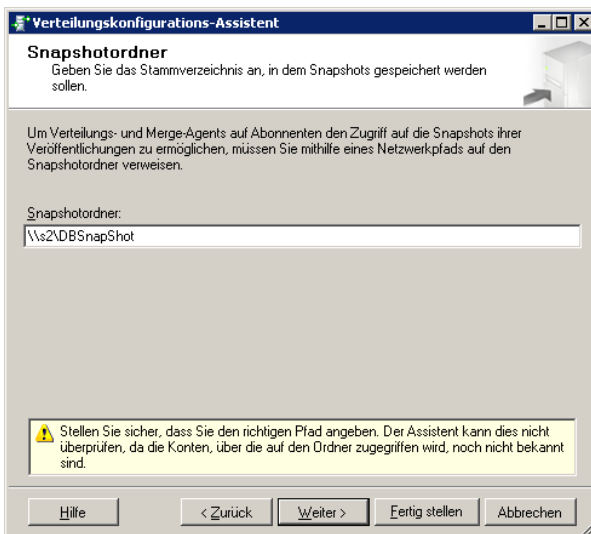 Verteilungskonfigurations-Assistent
Snapshotordner
Geben Sie das Stammverzeichnis an, in dem Snapshots gespeichert werden
sollen.
Um Verteilungs- und Merge-Agents auf Abonnenten den Zugriff auf die Snapshots ihrer
Veröffentlichungen zu ermöglichen, müssen Sie mithilfe eines Netzwerkpfads auf den
Snapshotordner verweisen.
Snapshotordner:
\\s2\DBSnapShot
Stellen Sie sicher, dass Sie den richtigen Pfad angeben. Der Assistent kann dies nicht
überprüfen, da die Konten, über die auf den Ordner zugegriffen wird, noch nicht bekannt
sind.
Hilfe
< Zurück
Weiter >
Fertig stellen
Abbrechen